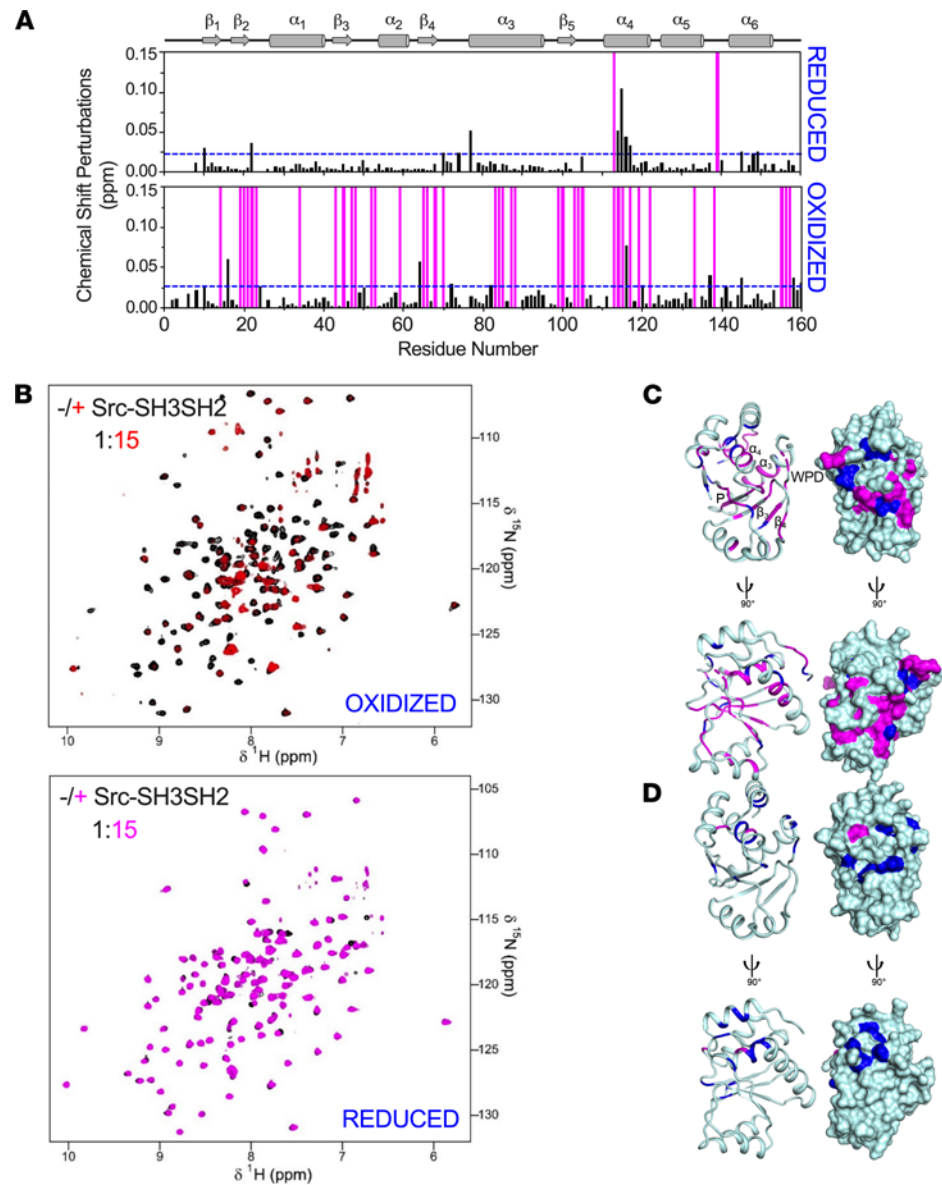 A
β1 β2 α1 β3 α2 β4 α3 β5 α4 α5 α6
0.15
0.10
0.05
0.00
REDUCED
Chemical Shift Perturbations
(ppm)
0.15
0.10
0.05
0.00
OXIDIZED
0 20 40 60 80 100 120 140 160
Residue Number
B
-/+ Src-SH3SH2
1:15
110
115
120
125
130
δ 15N (ppm)
OXIDIZED
10 9 8 7 6
δ 1H (ppm)
-/+ Src-SH3SH2
1:15
105
110
115
120
125
130
δ 15N (ppm)
REDUCED
10 9 8 7 6
δ 1H (ppm)
C
α4
α3
WPD
P
β4
90° 90°
D
90° 90°